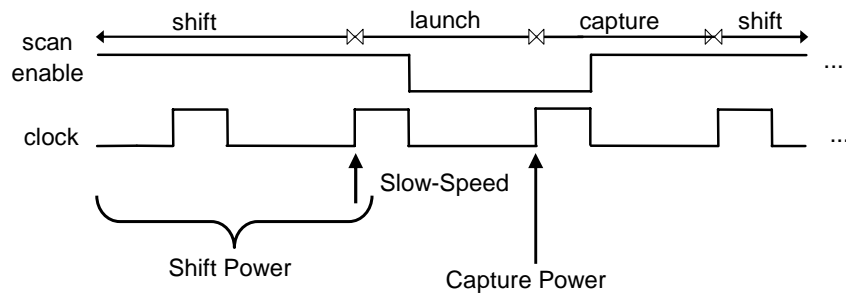 shift launch capture shift
scan
enable
...
clock
...
Slow-Speed
Shift Power
Capture Power